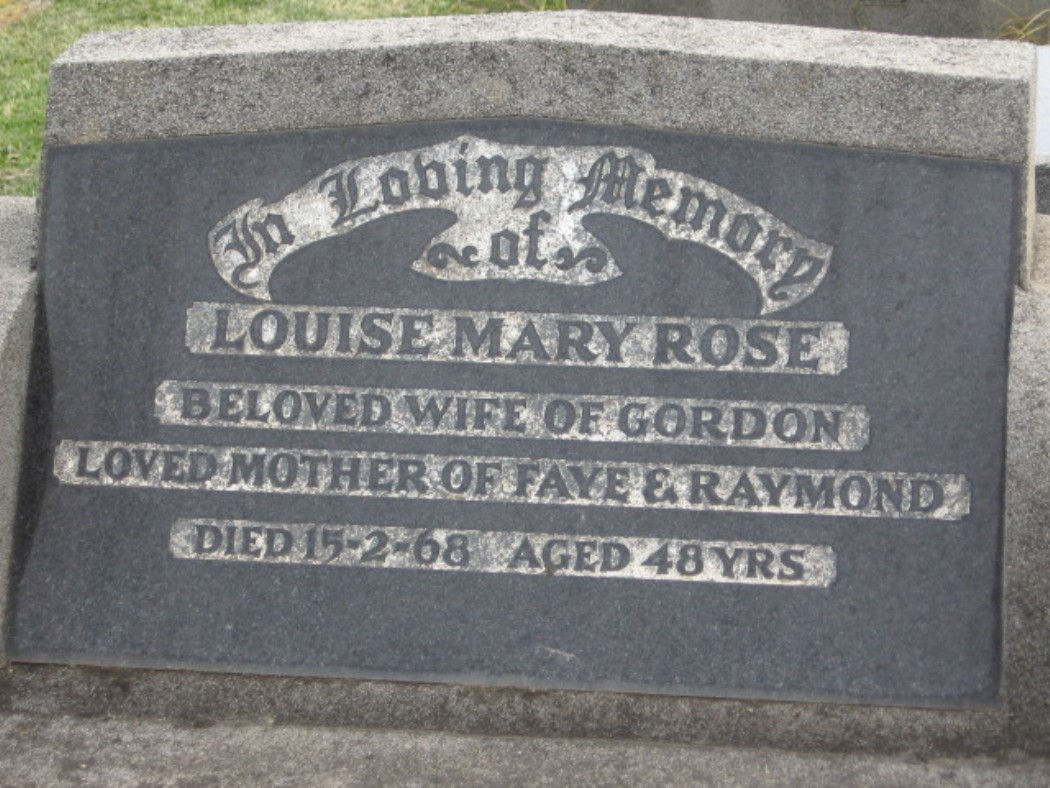 In Loving Memory
of
LOUISE MARY ROSE
BELOVED WIFE OF GORDON
LOVED MOTHER OF FAYE & RAYMOND
DIED 15-2-68 AGED 48 YRS